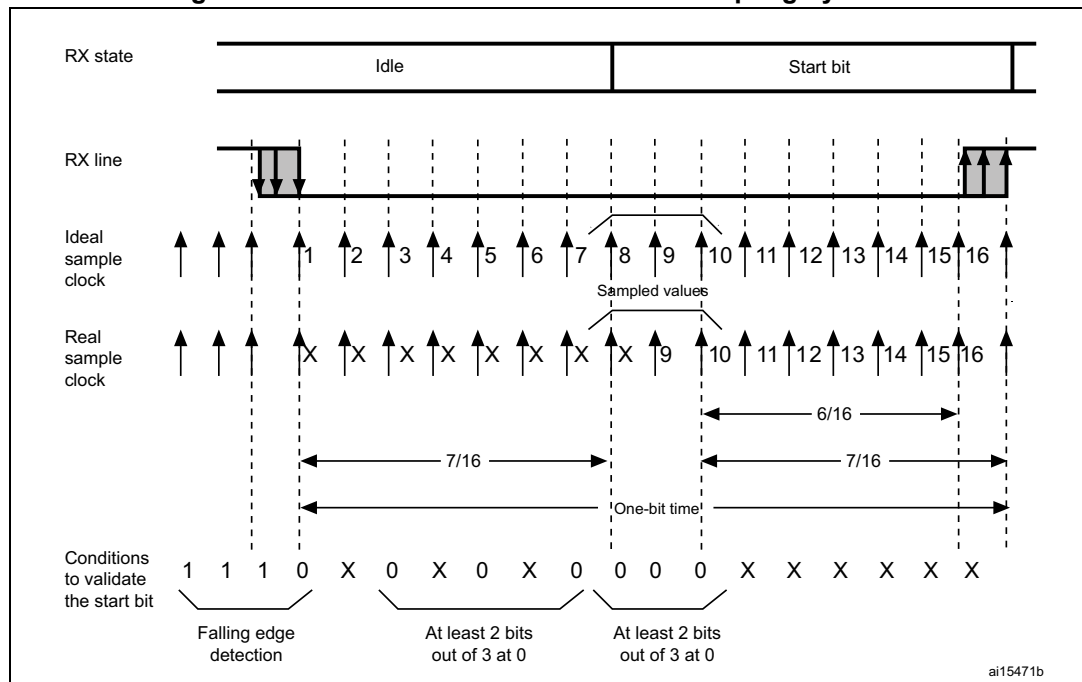 RX state
Idle
Start bit
RX line
Ideal
sample
clock
1 2 3 4 5 6 7 8 9 10 11 12 13 14 15 16
Sampled values
Real
sample
clock
X X X X X X X X 9 10 11 12 13 14 15 16
6/16
7/16
7/16
One-bit time
Conditions
to validate
the start bit
1 1 1 0 X 0 X 0 X 0 0 0 0 X X X X X X
Falling edge
detection
At least 2 bits
out of 3 at 0
At least 2 bits
out of 3 at 0
ai15471b